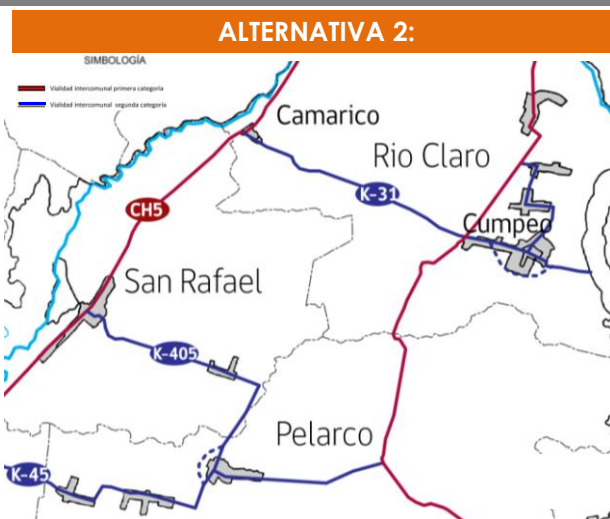 ALTERNATIVA 2:
SIMBOLOGÍA
Vialidad intercomunal primera categoría
Vialidad intercomunal segunda categoría
Camarico
Rio Claro
K-31
CH5
Cumpeo
San Rafael
K-405
Pelarco
K-45